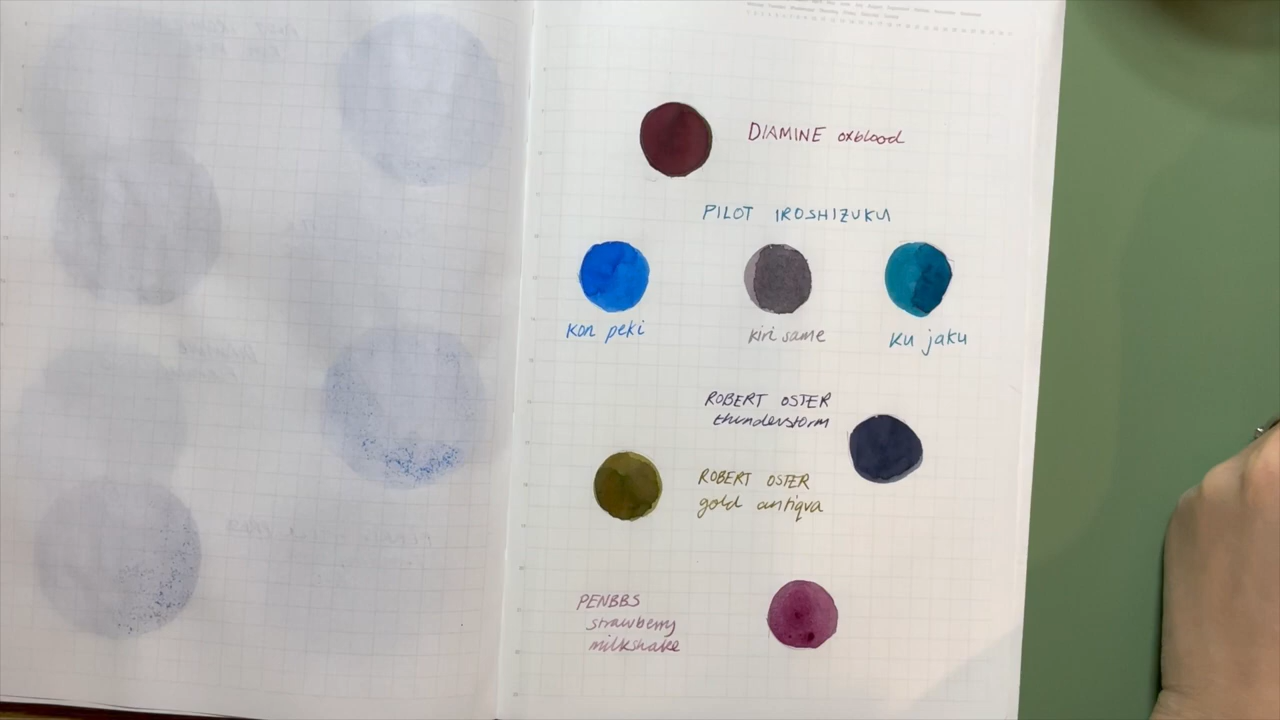 DIAMINE oxblood
PILOT IROSHIZUKU
kon peki
kiri same
ku jaku
ROBERT OSTER
thunderstorm
ROBERT OSTER
gold antiqva
PENBBS
strawberry
milkshake